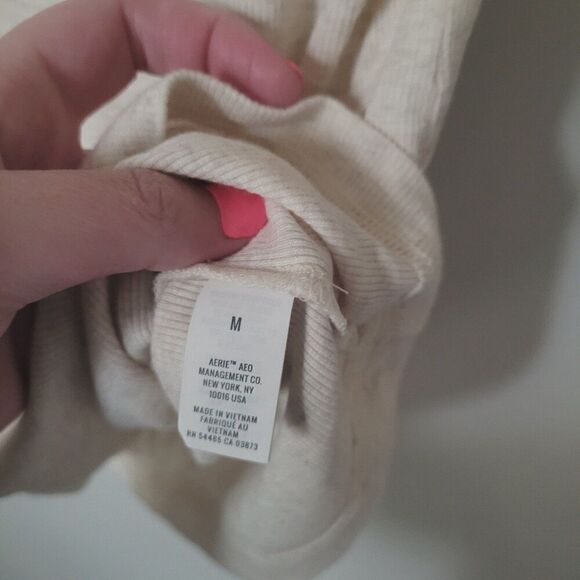 M
AERIE™ AEO
MANAGEMENT CO.
NEW YORK, NY
10016 USA
MADE IN VIETNAM
FABRIQUÉ AU
VIETNAM
RN 54485 CA 03873